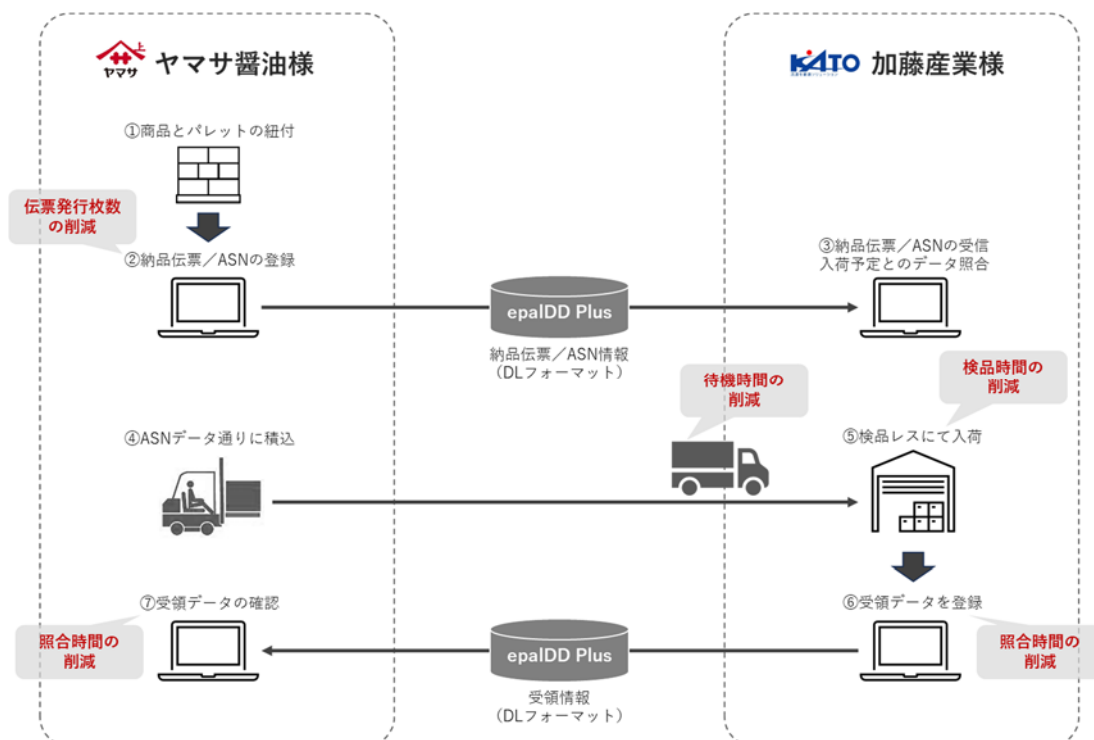 上
ヤマサ
ヤマサ醤油様
KATO
加藤産業様
①商品とパレットの紐付
伝票発行枚数
の削減
②納品伝票／ASNの登録
③納品伝票／ASNの受信
入荷予定とのデータ照合
epalDD Plus
納品伝票／ASN情報
（DLフォーマット）
待機時間の
削減
検品時間の
削減
④ASNデータ通りに積込
⑤検品レスにて入荷
⑦受領データの確認
⑥受領データを登録
照合時間の
削減
epalDD Plus
照合時間の
削減
受領情報
（DLフォーマット）